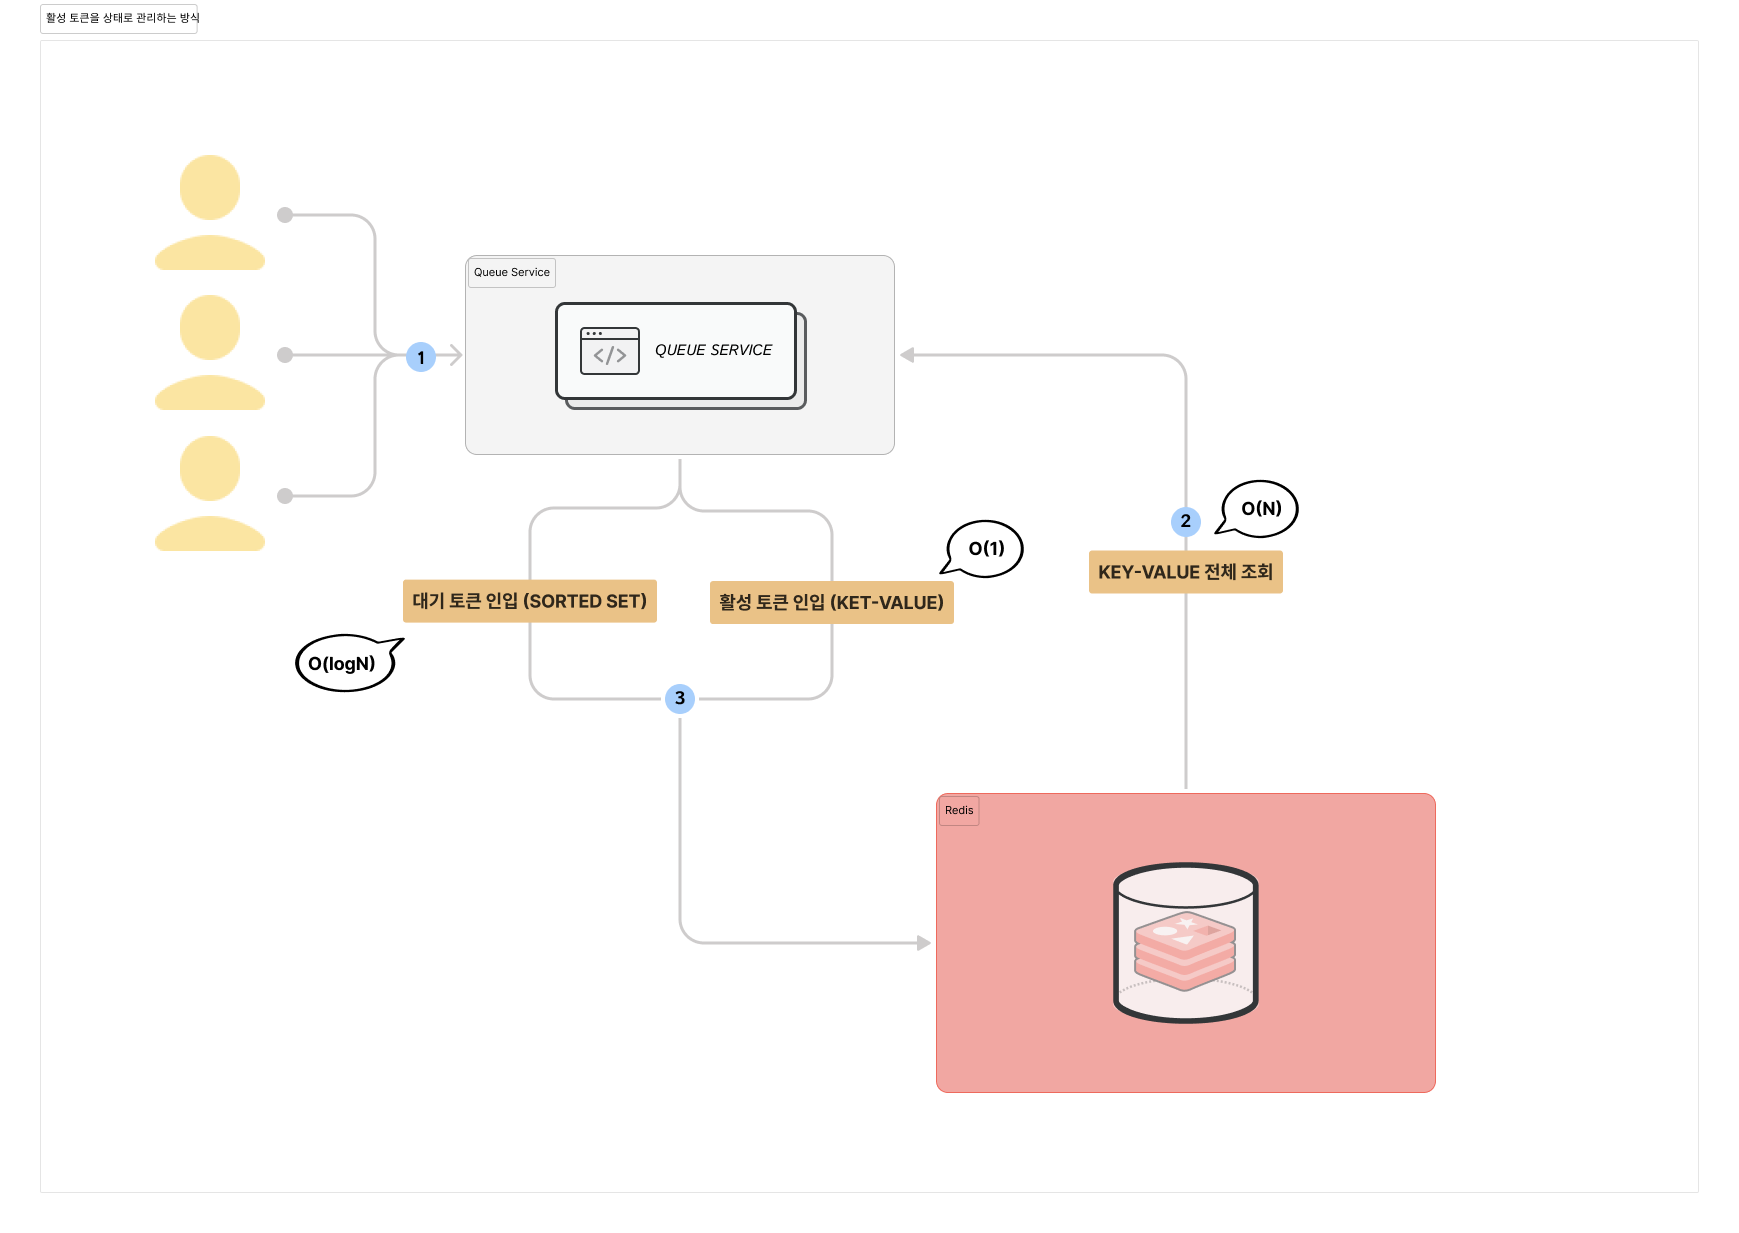 활성 토큰을 상태로 관리하는 방식
Queue Service
QUEUE SERVICE
1
2
O(N)
KEY-VALUE 전체 조회
O(1)
대기 토큰 인입 (SORTED SET)
활성 토큰 인입 (KET-VALUE)
O(logN)
3
Redis